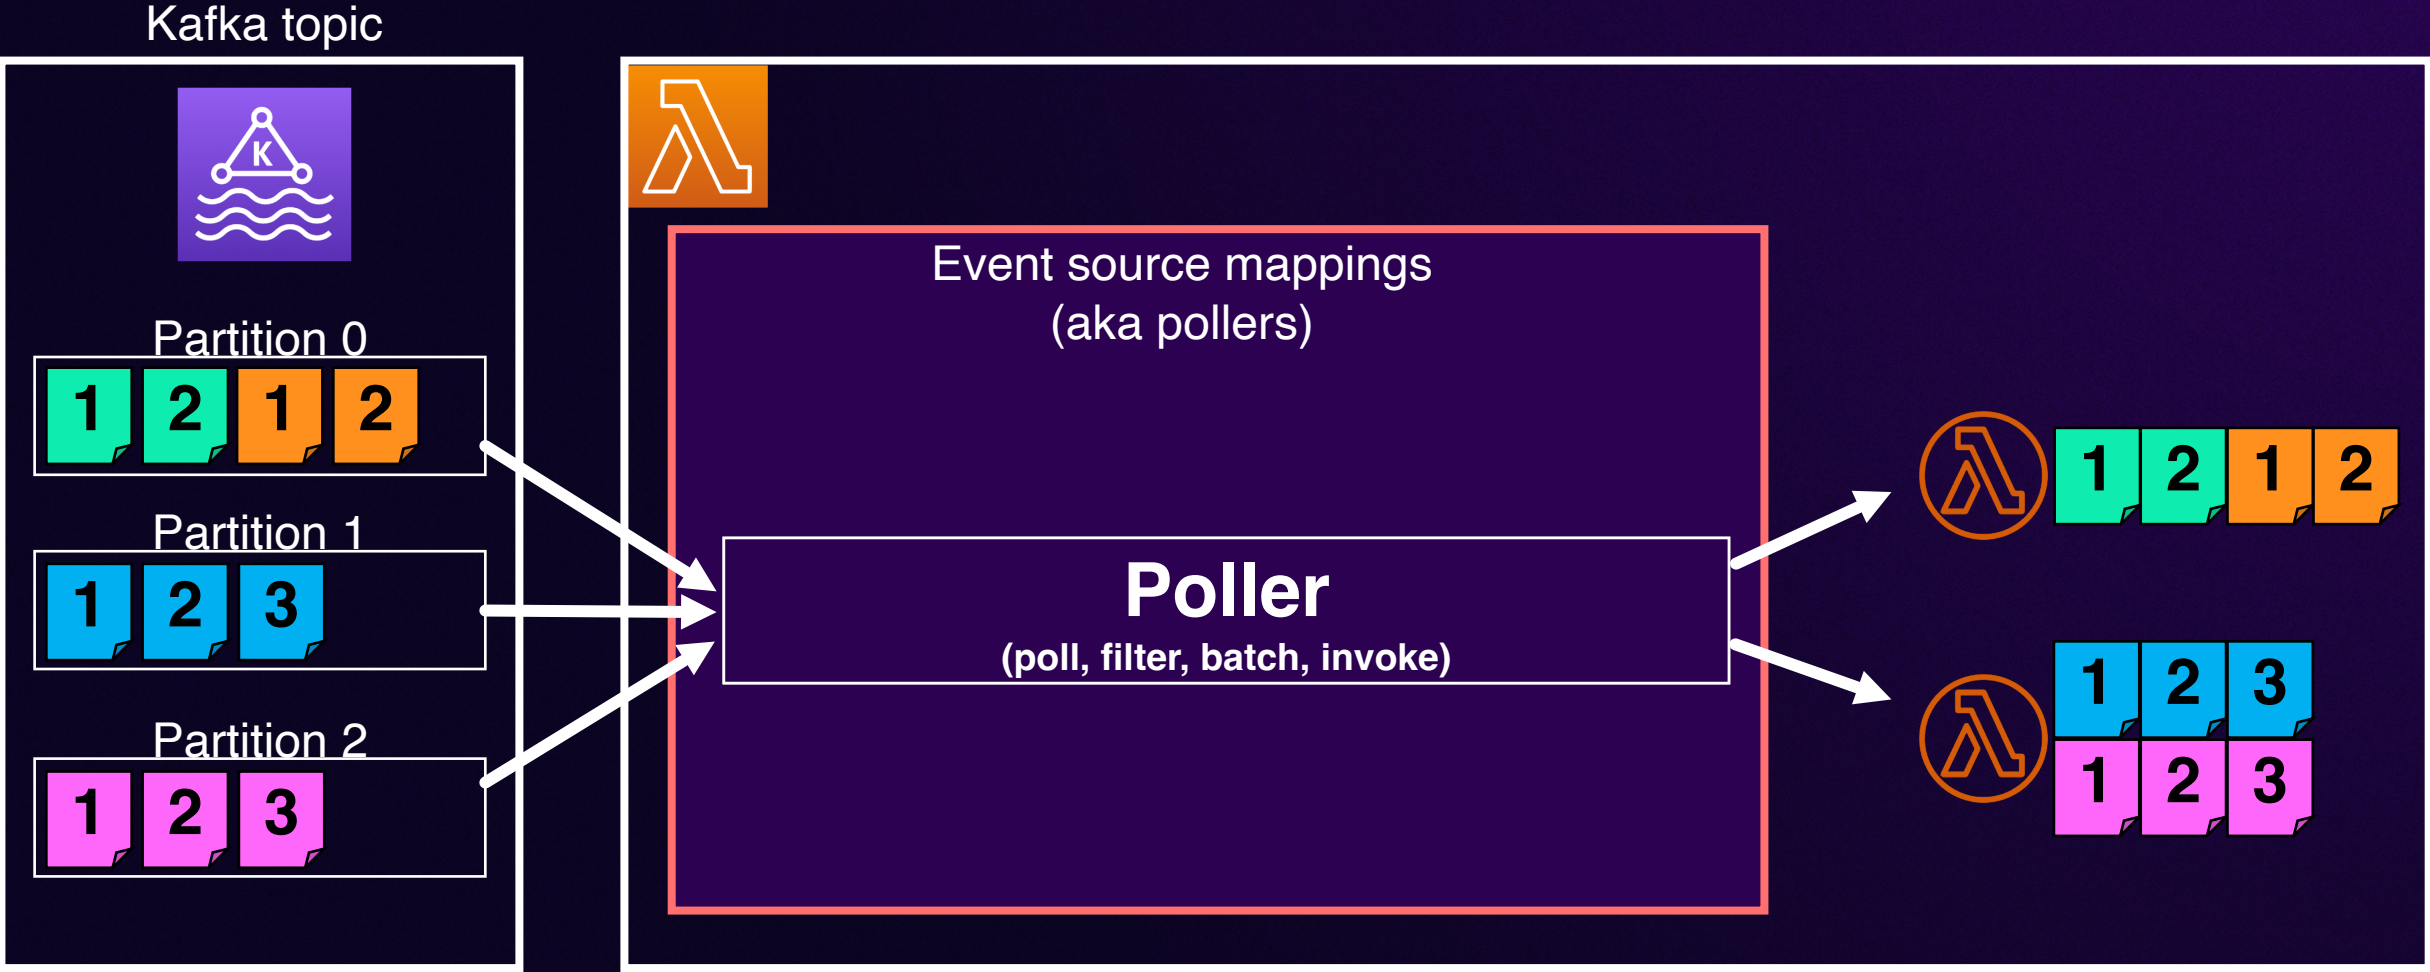 Kafka topic
K
Partition 0
1 2 1 2
Partition 1
1 2 3
Partition 2
1 2 3
Event source mappings
(aka pollers)
Poller
(poll, filter, batch, invoke)
1 2 1 2
1 2 3
1 2 3